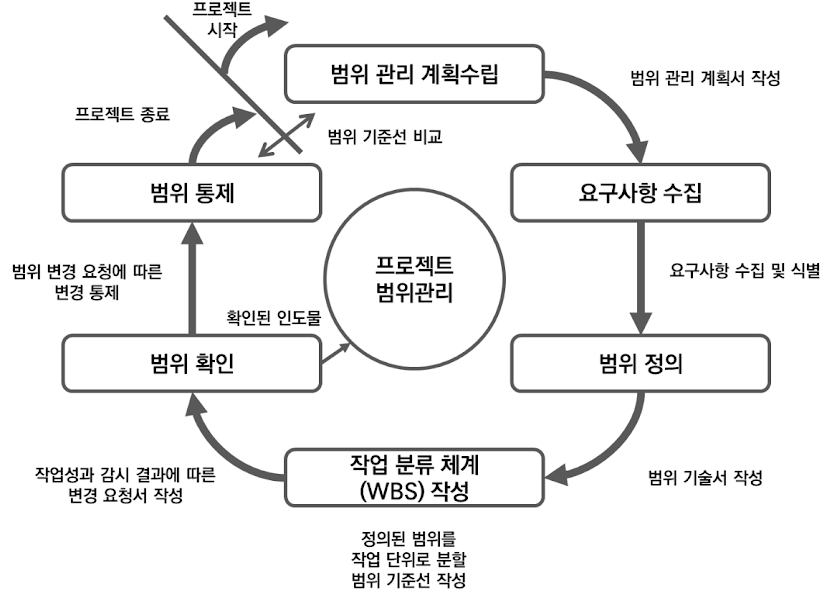 프로젝트
시작
범위 관리 계획수립
범위 관리 계획서 작성
프로젝트 종료
범위 기준선 비교
범위 통제
요구사항 수집
프로젝트
범위관리
범위 변경 요청에 따른
변경 통제
요구사항 수집 및 식별
확인된 인도물
범위 확인
범위 정의
작업 분류 체계
(WBS) 작성
작업성과 감시 결과에 따른
변경 요청서 작성
범위 기술서 작성
정의된 범위를
작업 단위로 분할
범위 기준선 작성